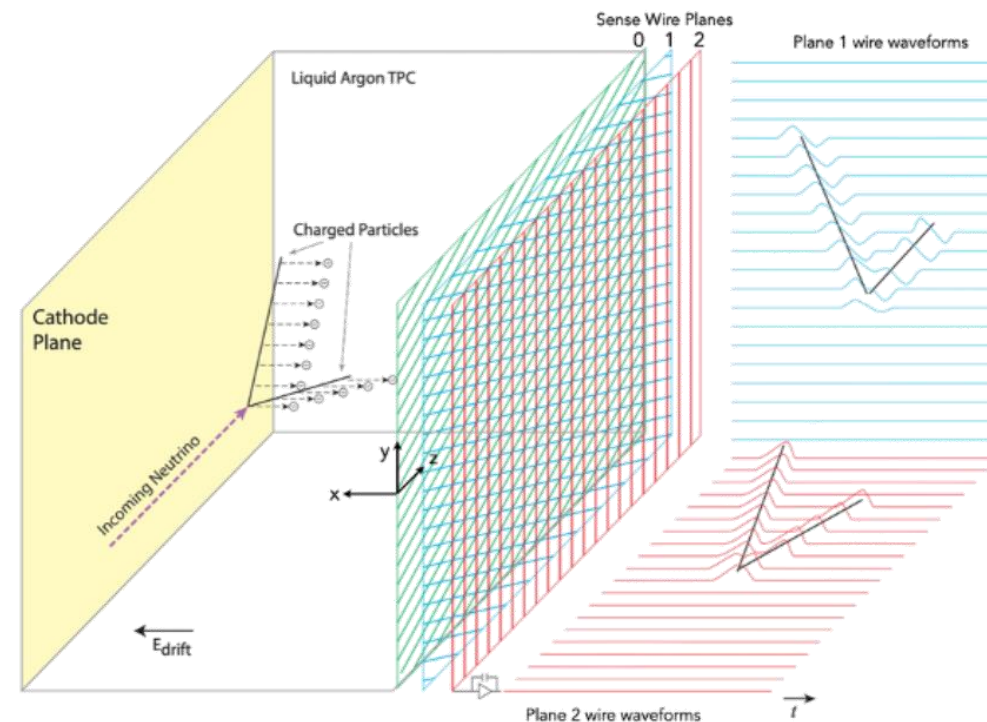 Sense Wire Planes
0 1 2
Plane 1 wire waveforms
Liquid Argon TPC
Charged Particles
Cathode
Plane
y
z
x
Incoming Neutrino
Edrift
t
Plane 2 wire waveforms